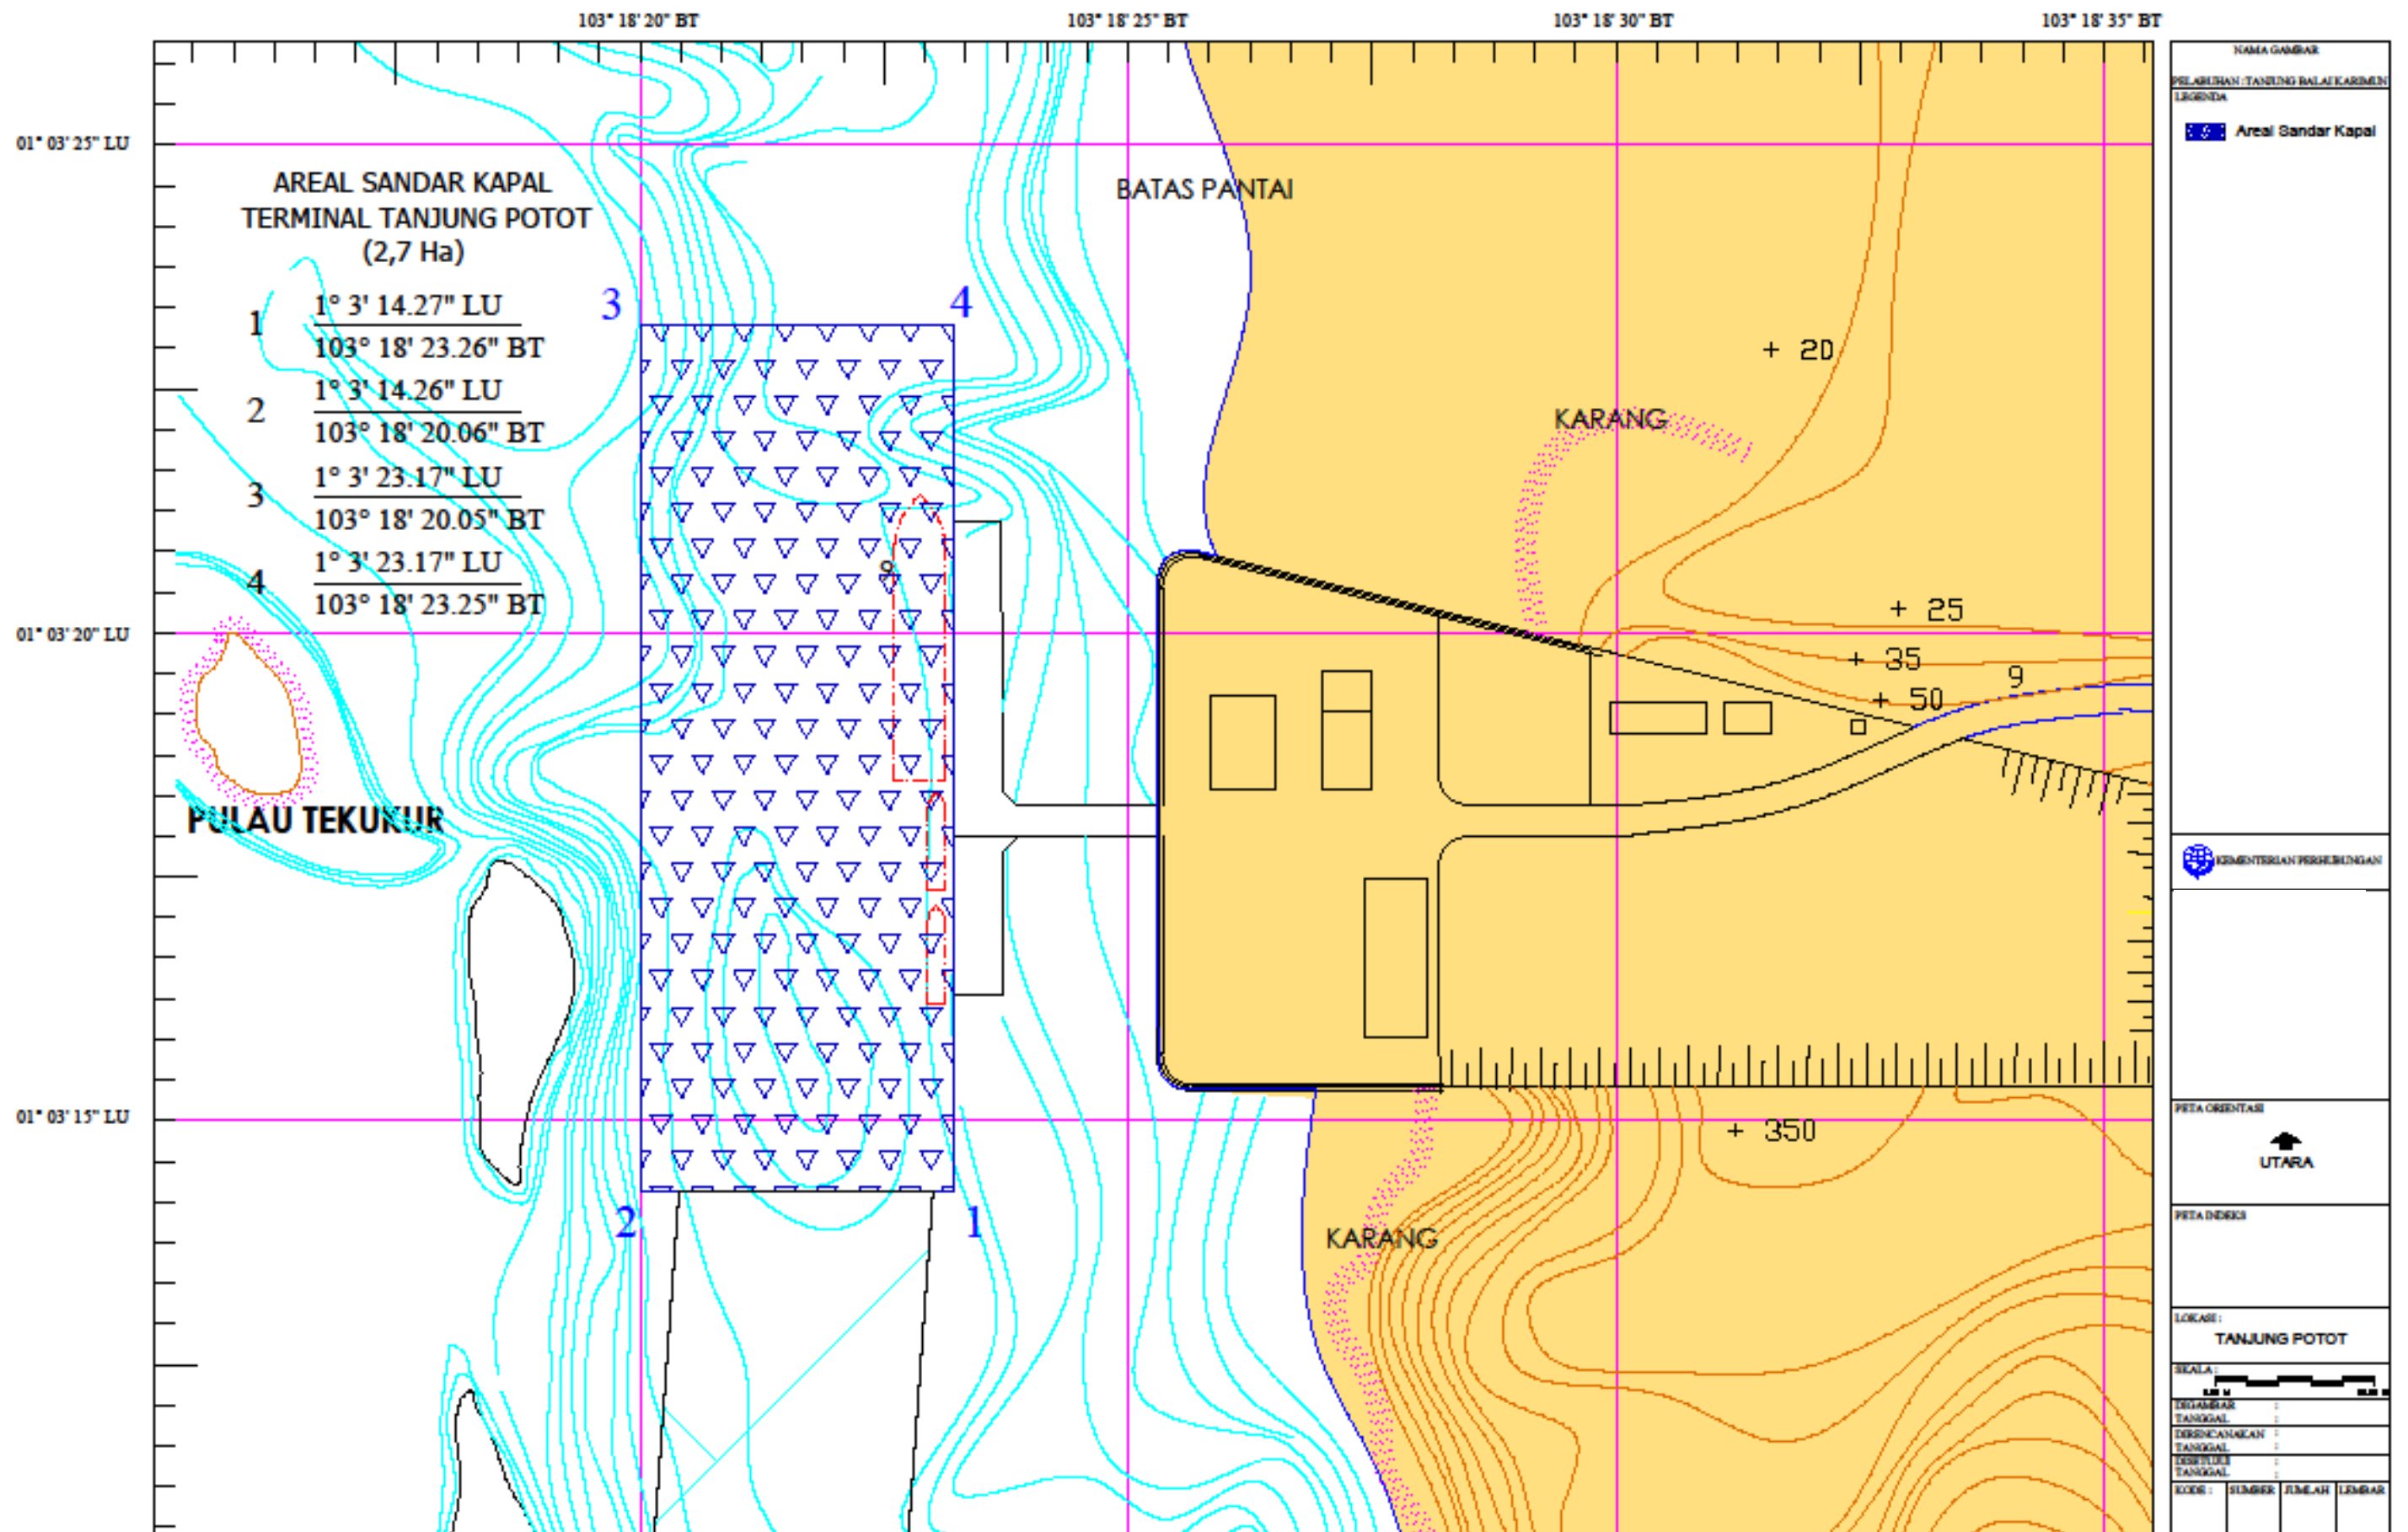 103° 18' 20" BT
103° 18' 25" BT
103° 18' 30" BT
103° 18' 35" BT
01° 03' 25" LU
01° 03' 20" LU
01° 03' 15" LU
AREAL SANDAR KAPAL
TERMINAL TANJUNG POTOT
(2,7 Ha)
1
1° 3' 14.27" LU
103° 18' 23.26" BT
2
1° 3' 14.26" LU
103° 18' 20.06" BT
3
1° 3' 23.17" LU
103° 18' 20.05" BT
4
1° 3' 23.17" LU
103° 18' 23.25" BT
3
4
2
1
9
PULAU TEKUKUR
BATAS PANTAI
KARANG
+ 20
+ 25
+ 35
9
+ 50
+ 350
KARANG
NAMA GAMBAR
PELABUHAN : TANJUNG BALAI KARIMUN
LEGENDA
Areal Sandar Kapal
KEMENTERIAN PERHUBUNGAN
PETA ORIENTASI
UTARA
PETA INDEKS
LOKASI :
TANJUNG POTOT
SKALA :
DIGAMBAR :
TANGGAL :
DIRENCANAKAN :
TANGGAL :
DISETUJUI :
TANGGAL :
KODE :
SUMBER
JUMLAH
LEMBAR